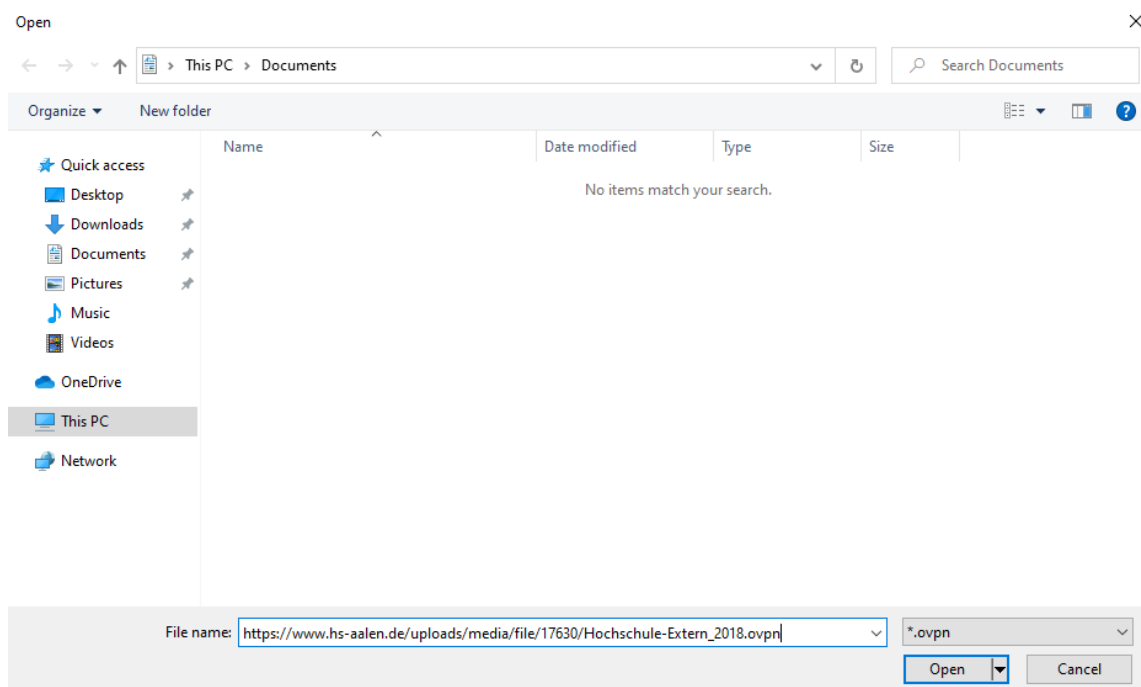 Open
This PC > Documents
Search Documents
Organize
New folder
Name
Date modified
Type
Size
No items match your search.
Quick access
Desktop
Downloads
Documents
Pictures
Music
Videos
OneDrive
This PC
Network
File name: https://www.hs-aalen.de/uploads/media/file/17630/Hochschule-Extern_2018.ovpn
*.ovpn
Open
Cancel